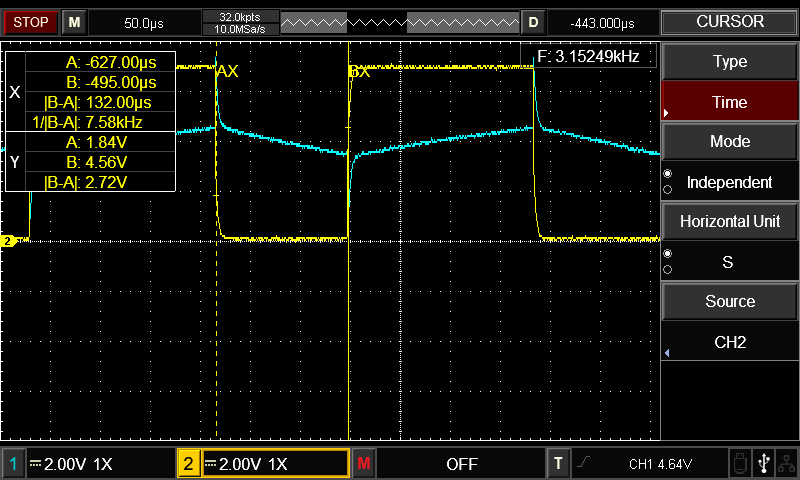 STOP M 50.0μs 32.0kpts D -443.000μs CURSOR
10.0MSa/s
F: 3.15249kHz
X A: -627.00μs
B: -495.00μs
|B-A|: 132.00μs
1/|B-A|: 7.58kHz
Y A: 1.84V
B: 4.56V
|B-A|: 2.72V
AX BX
2
Type
Time
Mode
Independent
Horizontal Unit
S
Source
CH2
1 2.00V 1X 2 2.00V 1X M OFF T CH1 4.64V